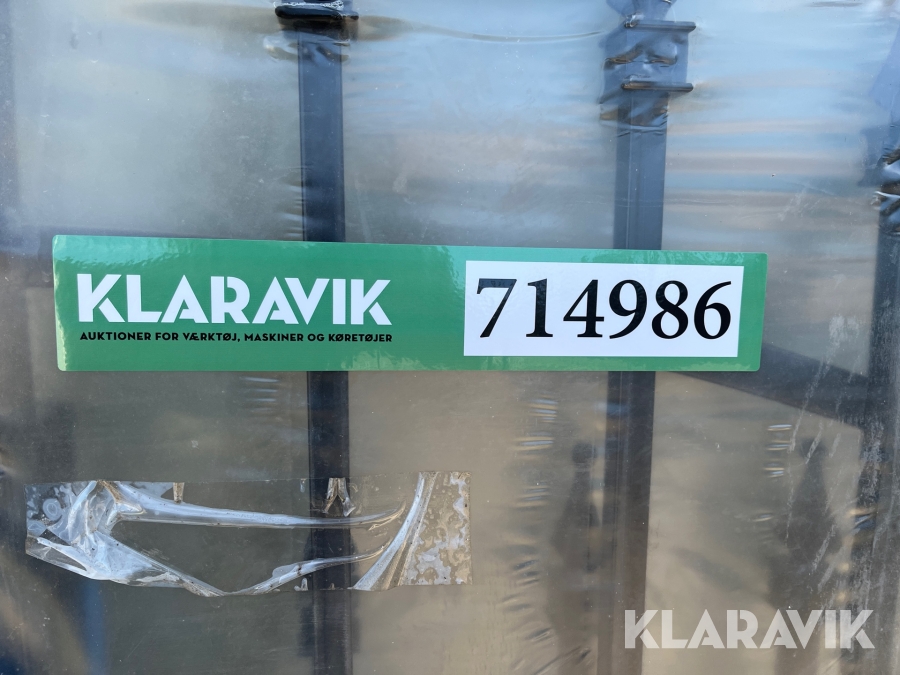 KLARAVIK
AUKTIONER FOR VÆRKTØJ, MASKINER OG KØRETØJER
714986
KLARAVIK